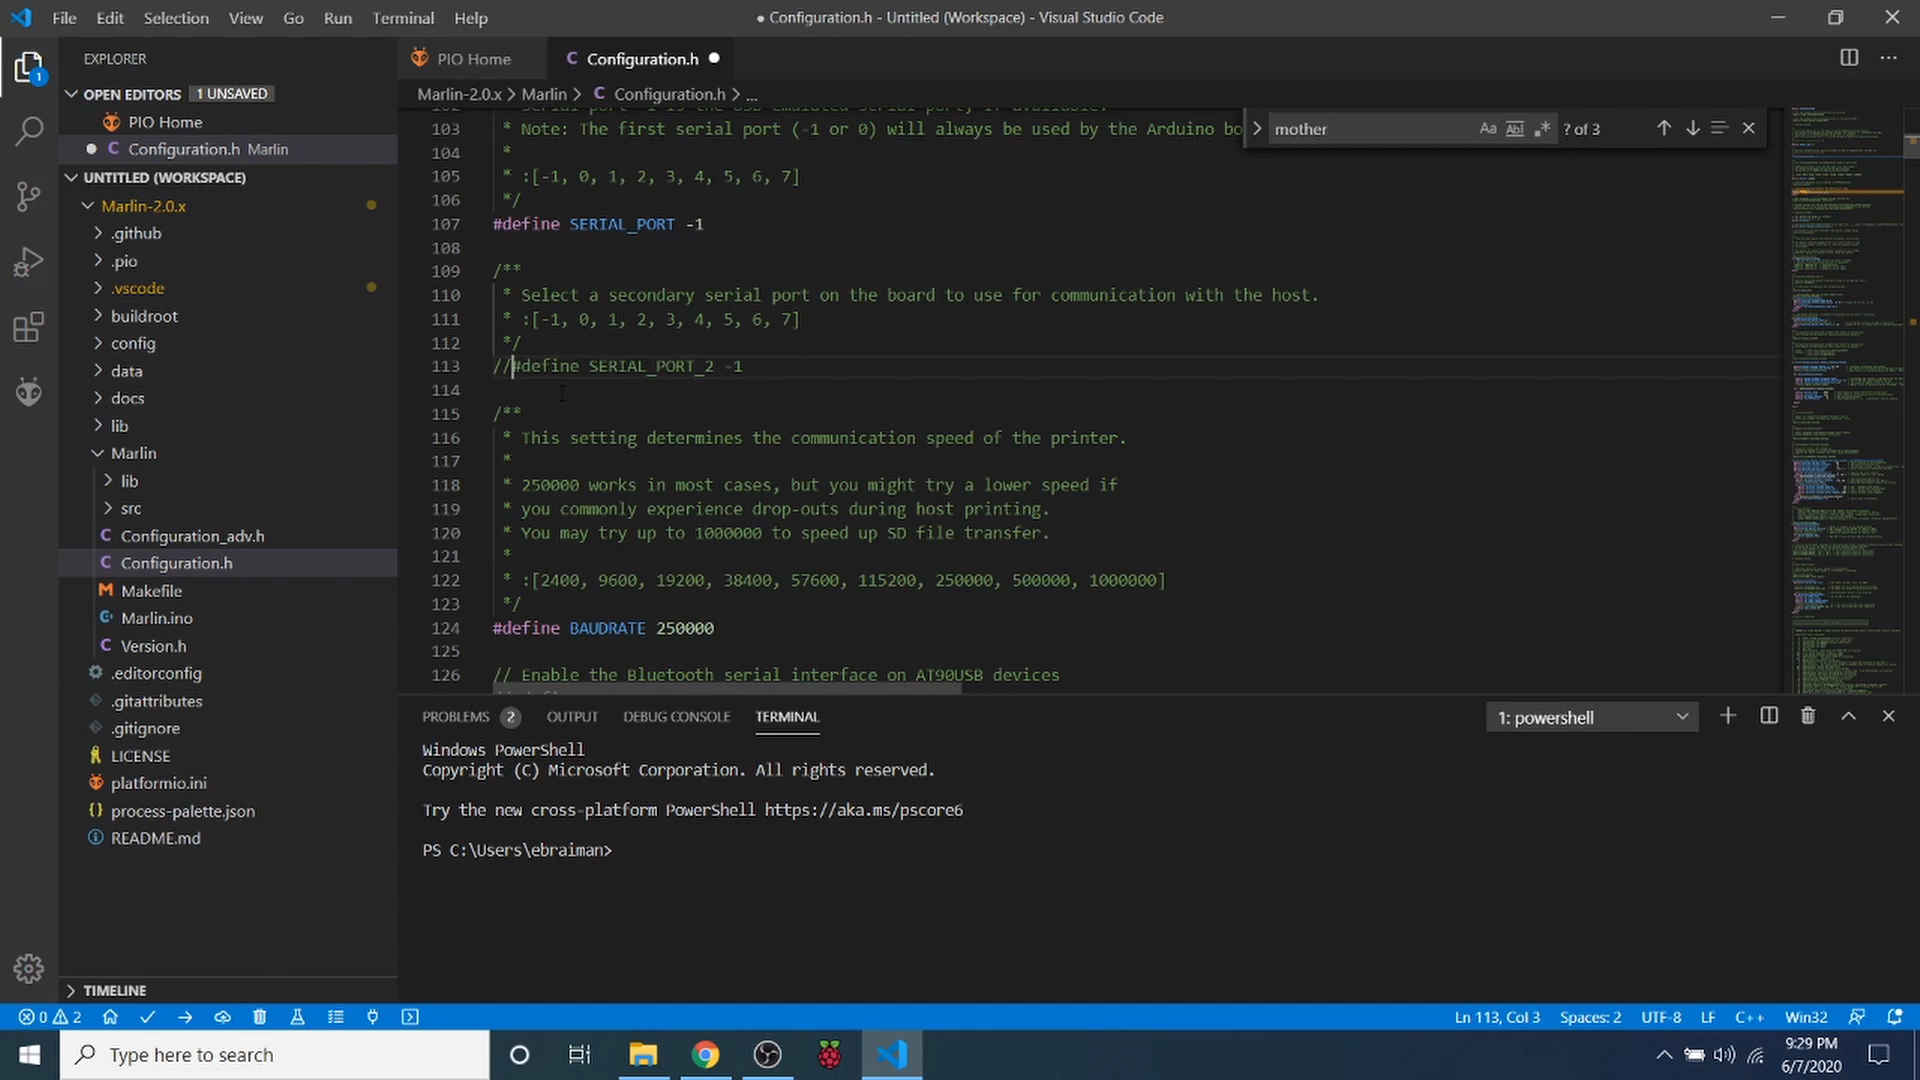 File Edit Selection View Go Run Terminal Help
● Configuration.h - Untitled (Workspace) - Visual Studio Code
EXPLORER
OPEN EDITORS 1 UNSAVED
PIO Home
C Configuration.h Marlin
UNTITLED (WORKSPACE)
Marlin-2.0.x
.github
.pio
.vscode
buildroot
config
data
docs
lib
Marlin
lib
src
C Configuration_adv.h
C Configuration.h
M Makefile
Marlin.ino
C Version.h
.editorconfig
.gitattributes
.gitignore
LICENSE
platformio.ini
{} process-palette.json
README.md
TIMELINE
PIO Home
C Configuration.h
Marlin-2.0.x > Marlin > C Configuration.h > ...
mother Aa Abl .* ? of 3
103 * Note: The first serial port (-1 or 0) will always be used by the Arduino bo
104 *
105 * :[-1, 0, 1, 2, 3, 4, 5, 6, 7]
106 */
107 #define SERIAL_PORT -1
108
109 /**
110 * Select a secondary serial port on the board to use for communication with the host.
111 * :[-1, 0, 1, 2, 3, 4, 5, 6, 7]
112 */
113 //#define SERIAL_PORT_2 -1
114
115 /**
116 * This setting determines the communication speed of the printer.
117 *
118 * 250000 works in most cases, but you might try a lower speed if
119 * you commonly experience drop-outs during host printing.
120 * You may try up to 1000000 to speed up SD file transfer.
121 *
122 * :[2400, 9600, 19200, 38400, 57600, 115200, 250000, 500000, 1000000]
123 */
124 #define BAUDRATE 250000
125
126 // Enable the Bluetooth serial interface on AT90USB devices
PROBLEMS 2 OUTPUT DEBUG CONSOLE TERMINAL
1: powershell
Windows PowerShell
Copyright (C) Microsoft Corporation. All rights reserved.
Try the new cross-platform PowerShell https://aka.ms/pscore6
PS C:\Users\ebraiman>
0 2
Ln 113, Col 3 Spaces: 2 UTF-8 LF C++ Win32
Type here to search
9:29 PM
6/7/2020